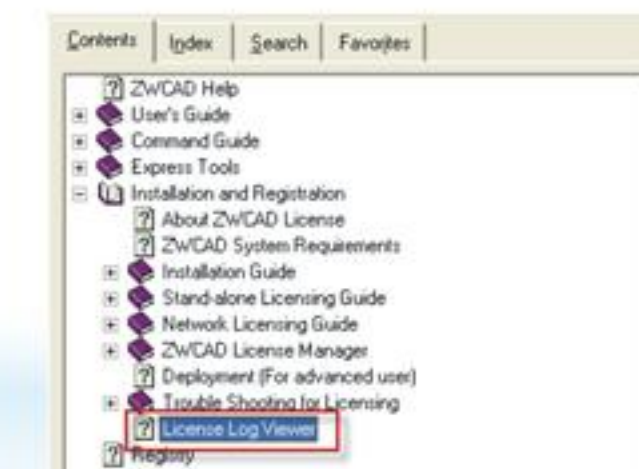 Contents Index Search Favorites
ZWCAD Help
User's Guide
Command Guide
Express Tools
Installation and Registration
About ZWCAD License
ZWCAD System Requirements
Installation Guide
Stand-alone Licensing Guide
Network Licensing Guide
ZWCAD License Manager
Deployment (For advanced user)
Trouble Shooting for Licensing
License Log Viewer
Registry